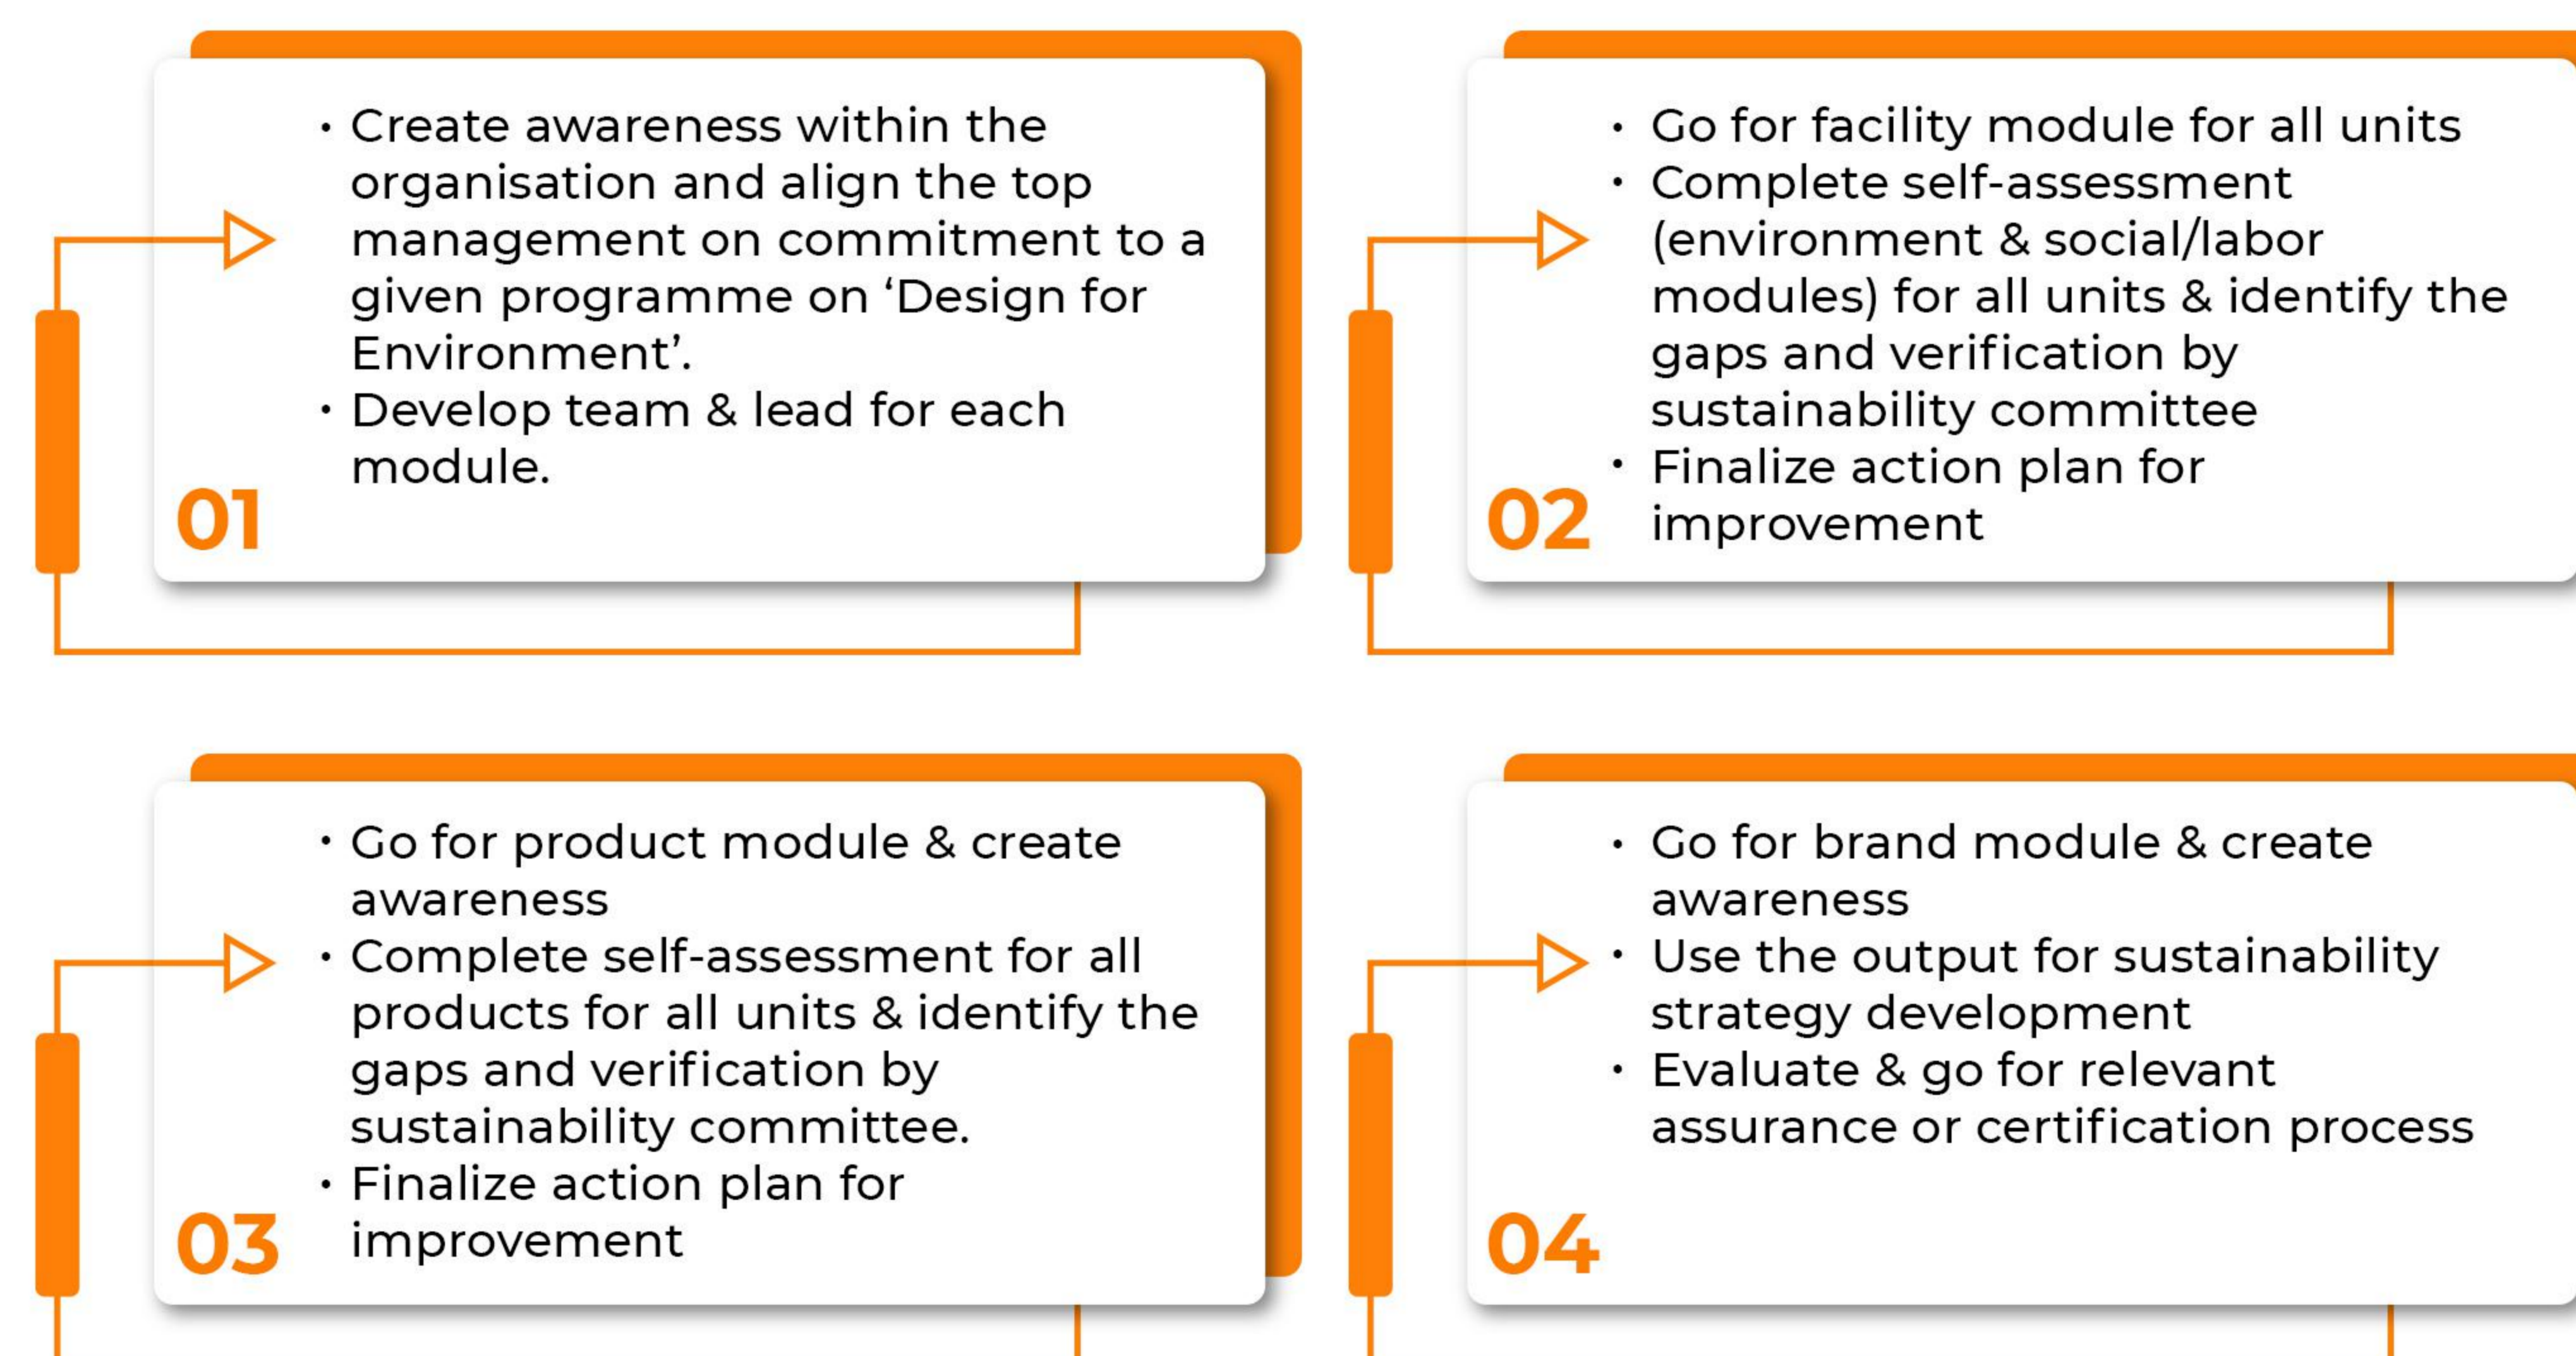 • Create awareness within the
organisation and align the top
management on commitment to a
given programme on ‘Design for
Environment’.
• Develop team & lead for each
module.
01
• Go for facility module for all units
• Complete self-assessment
(environment & social/labor
modules) for all units & identify the
gaps and verification by
sustainability committee
• Finalize action plan for
improvement
02
• Go for product module & create
awareness
• Complete self-assessment for all
products for all units & identify the
gaps and verification by
sustainability committee.
• Finalize action plan for
improvement
03
• Go for brand module & create
awareness
• Use the output for sustainability
strategy development
• Evaluate & go for relevant
assurance or certification process
04